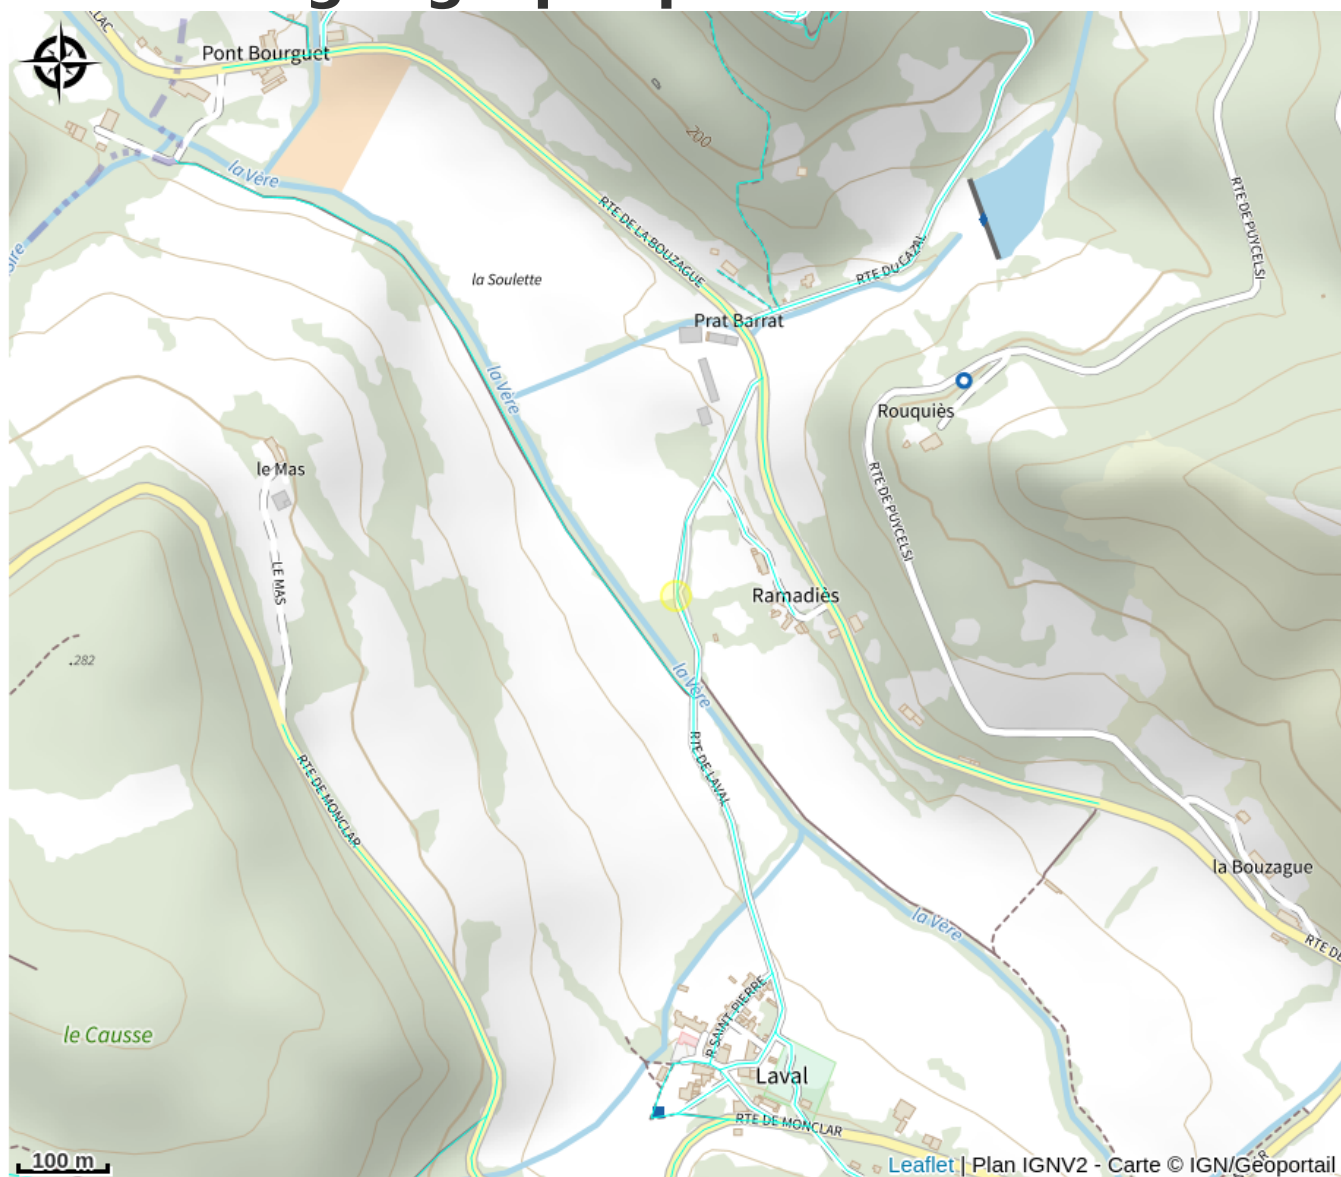 LAC
Pont Bourguet
200
la Vère
RTE DE LA BOUZAGUE
RTE DE PUYCELSI
RTE DU CAZAL
la Soulette
Prat Barrat
la Vère
Rouquiès
le Mas
RTE DE PUYCELSI
LE MAS
Ramadiès
.282
la Vère
RTE DE LAVAL
RTE DE MONCLAR
la Bouzague
la Vère
RTE DE
R SAINT-PIERRE
le Causse
Laval
RTE DE MONCLAR
100 m
Leaflet | Plan IGNV2 - Carte © IGN/Geoportail